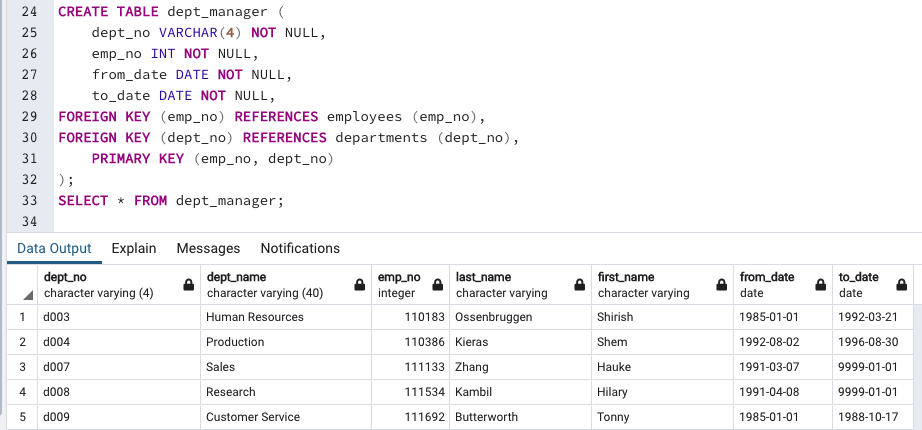 24 CREATE TABLE dept_manager (
25 dept_no VARCHAR(4) NOT NULL,
26 emp_no INT NOT NULL,
27 from_date DATE NOT NULL,
28 to_date DATE NOT NULL,
29 FOREIGN KEY (emp_no) REFERENCES employees (emp_no),
30 FOREIGN KEY (dept_no) REFERENCES departments (dept_no),
31 PRIMARY KEY (emp_no, dept_no)
32 );
33 SELECT * FROM dept_manager;
34
Data Output Explain Messages Notifications
dept_no dept_name emp_no last_name first_name from_date to_date
character varying (4) character varying (40) integer character varying character varying date date
1 d003 Human Resources 110183 Ossenbruggen Shirish 1985-01-01 1992-03-21
2 d004 Production 110386 Kieras Shem 1992-08-02 1996-08-30
3 d007 Sales 111133 Zhang Hauke 1991-03-07 9999-01-01
4 d008 Research 111534 Kambil Hilary 1991-04-08 9999-01-01
5 d009 Customer Service 111692 Butterworth Tonny 1985-01-01 1988-10-17